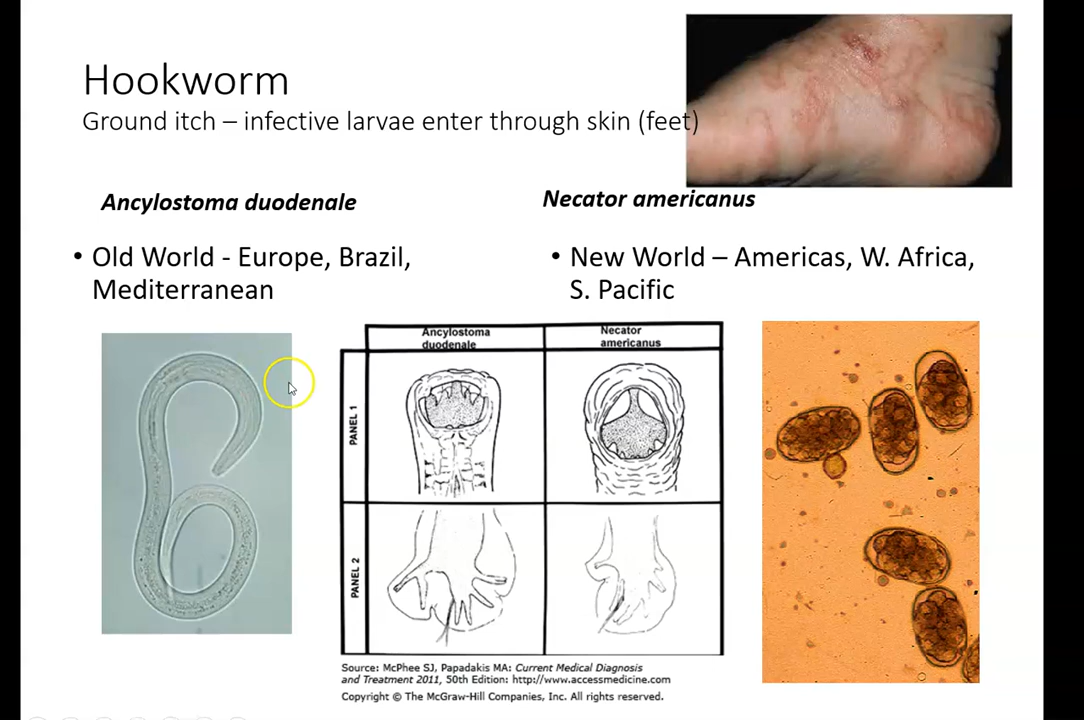 Hookworm
Ground itch – infective larvae enter through skin (feet)
Ancylostoma duodenale
• Old World - Europe, Brazil,
Mediterranean
Necator americanus
• New World – Americas, W. Africa,
S. Pacific
Ancylostoma
duodenale
Necator
americanus
PANEL 1
PANEL 2
Source: McPhee SJ, Papadakis MA: Current Medical Diagnosis
and Treatment 2011, 50th Edition: http://www.accessmedicine.com
Copyright © The McGraw-Hill Companies, Inc. All rights reserved.